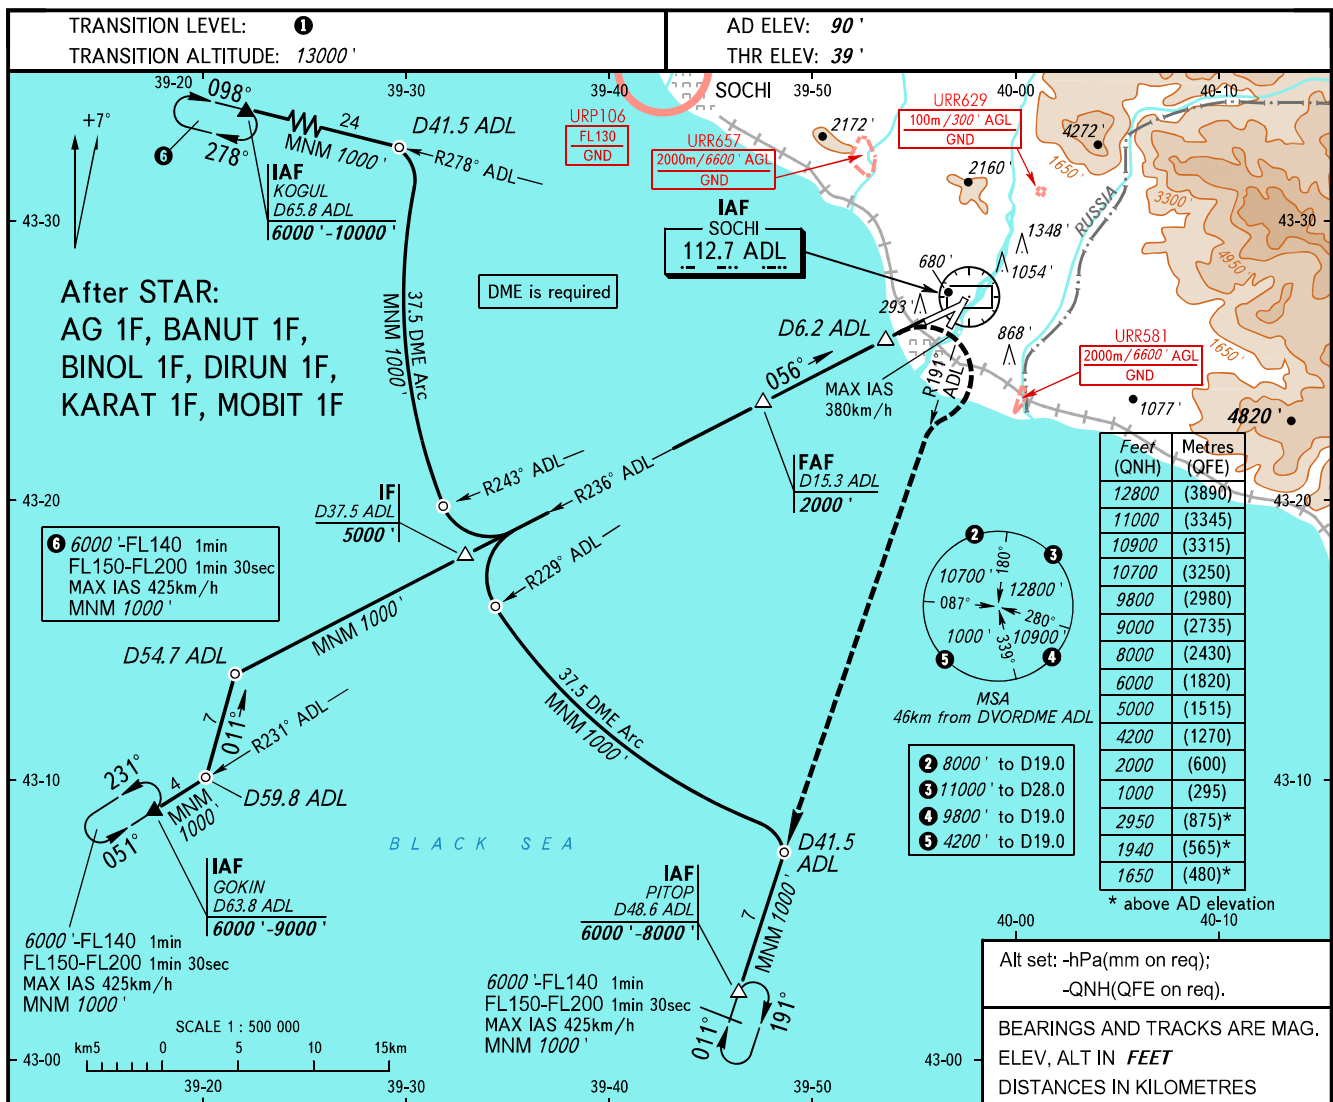 TRANSITION LEVEL: ❶
TRANSITION ALTITUDE: 13000'
AD ELEV: 90'
THR ELEV: 39'
39-20
39-30
39-40
39-50
40-00
40-10
+7°
098°
278°
❻
24
MNM 1000'
D41.5 ADL
R278° ADL
IAF
KOGUL
D65.8 ADL
6000'-10000'
43-30
43-30
SOCHI
URP106
FL130
GND
URR657
2000m/6600' AGL
GND
URR629
100m/300' AGL
GND
2172'
2160'
4272'
1650'
3300'
4950'
1650'
RUSSIA
1348'
1054'
680'
293'
868'
IAF
SOCHI
112.7 ADL
After STAR:
AG 1F, BANUT 1F,
BINOL 1F, DIRUN 1F,
KARAT 1F, MOBIT 1F
DME is required
37.5 DME Arc
MNM 1000'
D6.2 ADL
056°
MAX IAS
380km/h
R191°
ADL
URR581
2000m/6600' AGL
GND
1077'
4820'
R243° ADL
R236° ADL
R229° ADL
FAF
D15.3 ADL
2000'
IF
D37.5 ADL
5000'
43-20
43-20
❻ 6000'-FL140 1min
FL150-FL200 1min 30sec
MAX IAS 425km/h
MNM 1000'
MNM 1000'
D54.7 ADL
7
011°
R231° ADL
231°
051°
4
MNM
1000'
D59.8 ADL
IAF
GOKIN
D63.8 ADL
6000'-9000'
6000'-FL140 1min
FL150-FL200 1min 30sec
MAX IAS 425km/h
MNM 1000'
37.5 DME Arc
MNM 1000'
BLACK SEA
D41.5
ADL
7
MNM 1000'
IAF
PITOP
D48.6 ADL
6000'-8000'
6000'-FL140 1min
FL150-FL200 1min 30sec
MAX IAS 425km/h
MNM 1000'
011°
191°
❷
❸
10700'
180°
12800'
087°
280°
1000'
339°
10900'
❺
❹
MSA
46km from DVORDME ADL
❷ 8000' to D19.0
❸ 11000' to D28.0
❹ 9800' to D19.0
❺ 4200' to D19.0
Feet Metres
(QNH) (QFE)
12800 (3890)
11000 (3345)
10900 (3315)
10700 (3250)
9800 (2980)
9000 (2735)
8000 (2430)
6000 (1820)
5000 (1515)
4200 (1270)
2000 (600)
1000 (295)
2950 (875)*
1940 (565)*
1650 (480)*
* above AD elevation
43-10
43-10
40-00
40-10
SCALE 1 : 500 000
km5 0 5 10 15km
43-00
43-00
39-20
39-30
39-40
39-50
Alt set: -hPa(mm on req);
-QNH(QFE on req).
BEARINGS AND TRACKS ARE MAG.
ELEV, ALT IN FEET
DISTANCES IN KILOMETRES